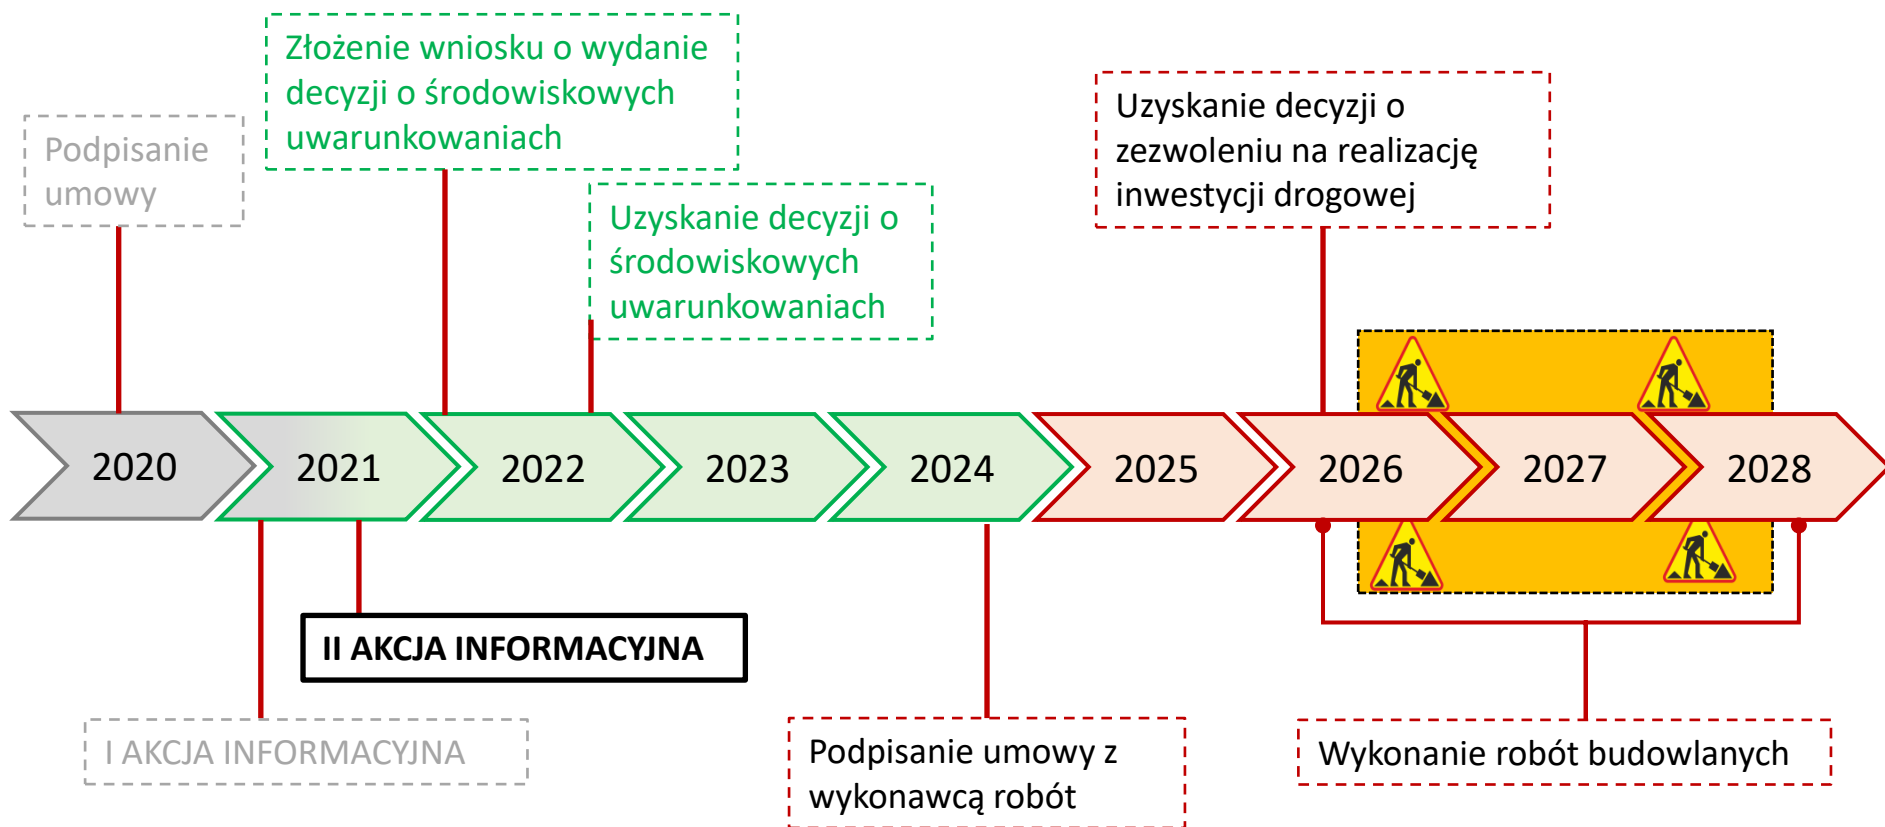 Złożenie wniosku o wydanie
decyzji o środowiskowych
uwarunkowaniach
Podpisanie
umowy
Uzyskanie decyzji o
środowiskowych
uwarunkowaniach
Uzyskanie decyzji o
zezwoleniu na realizację
inwestycji drogowej
2020
2021
2022
2023
2024
2025
2026
2027
2028
II AKCJA INFORMACYJNA
I AKCJA INFORMACYJNA
Podpisanie umowy z
wykonawcą robót
Wykonanie robót budowlanych